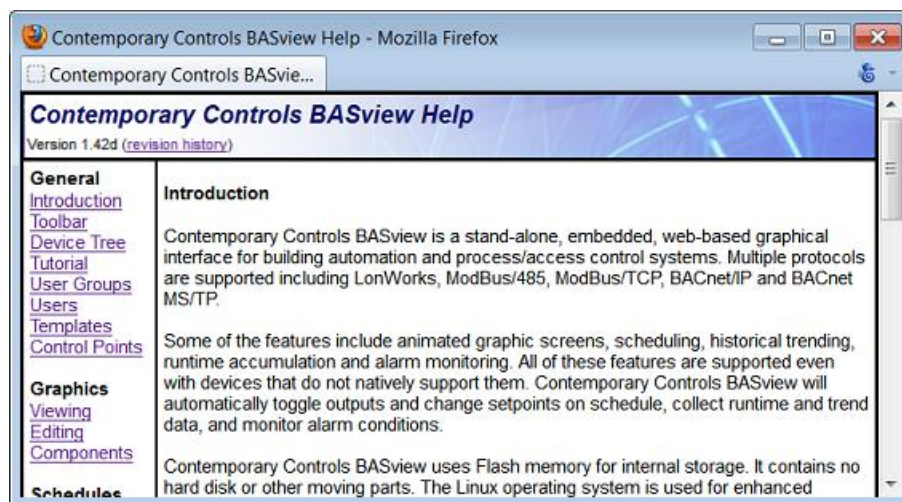 Contemporary Controls BASview Help - Mozilla Firefox
Contemporary Controls BASvie...
Contemporary Controls BASview Help
Version 1.42d (revision history)
General
Introduction
Toolbar
Device Tree
Tutorial
User Groups
Users
Templates
Control Points
Graphics
Viewing
Editing
Components
Schedules
Introduction
Contemporary Controls BASview is a stand-alone, embedded, web-based graphical
interface for building automation and process/access control systems. Multiple protocols
are supported including LonWorks, ModBus/485, ModBus/TCP, BACnet/IP and BACnet
MS/TP.
Some of the features include animated graphic screens, scheduling, historical trending,
runtime accumulation and alarm monitoring. All of these features are supported even
with devices that do not natively support them. Contemporary Controls BASview will
automatically toggle outputs and change setpoints on schedule, collect runtime and trend
data, and monitor alarm conditions.
Contemporary Controls BASview uses Flash memory for internal storage. It contains no
hard disk or other moving parts. The Linux operating system is used for enhanced